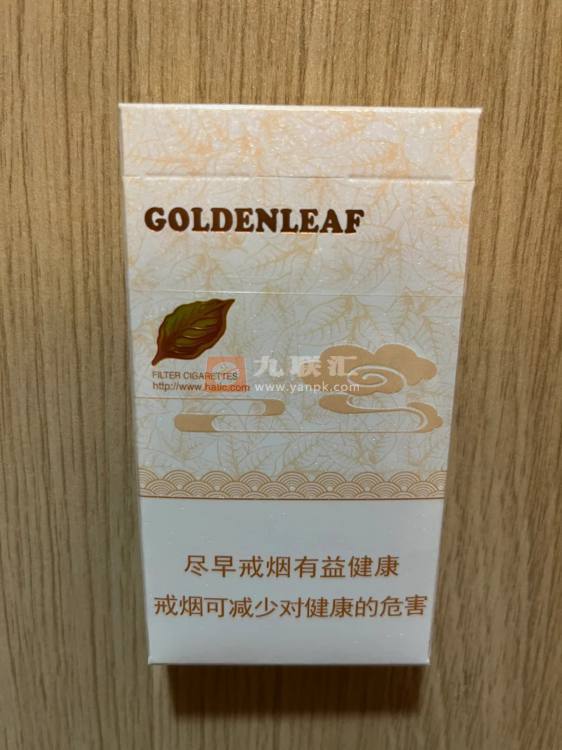 GOLDENLEAF
九联汇
FILTER CIGARETTES
http://www.hatic.com
www.yanpk.com
尽早戒烟有益健康
戒烟可减少对健康的危害